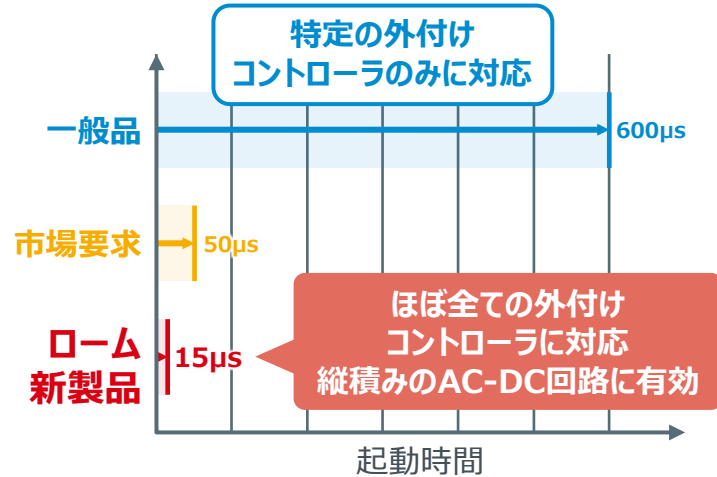 特定の外付け
コントローラのみに対応
一般品
600μs
市場要求
50μs
ほぼ全ての外付け
コントローラに対応
縦積みのAC-DC回路に有効
ローム
新製品
15μs
起動時間